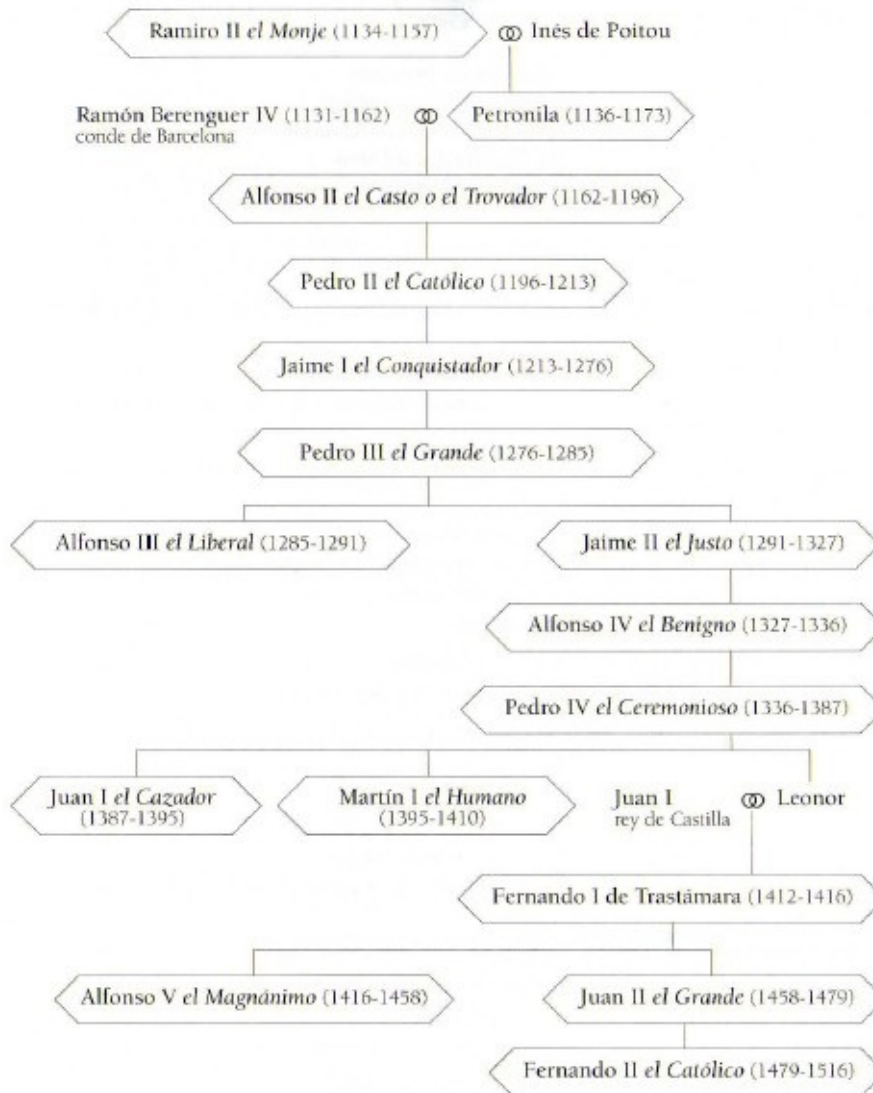 Ramiro II el Monje (1134-1157) Inés de Poitou
Ramón Berenguer IV (1131-1162) Petronila (1136-1173)
conde de Barcelona
Alfonso II el Casto o el Trovador (1162-1196)
Pedro II el Católico (1196-1213)
Jaime I el Conquistador (1213-1276)
Pedro III el Grande (1276-1285)
Alfonso III el Liberal (1285-1291) Jaime II el Justo (1291-1327)
Alfonso IV el Benigno (1327-1336)
Pedro IV el Ceremonioso (1336-1387)
Juan I el Cazador Martín I el Humano Juan I Leonor
(1387-1395) (1395-1410) rey de Castilla
Fernando I de Trastámara (1412-1416)
Alfonso V el Magnánimo (1416-1458) Juan II el Grande (1458-1479)
Fernando II el Católico (1479-1516)